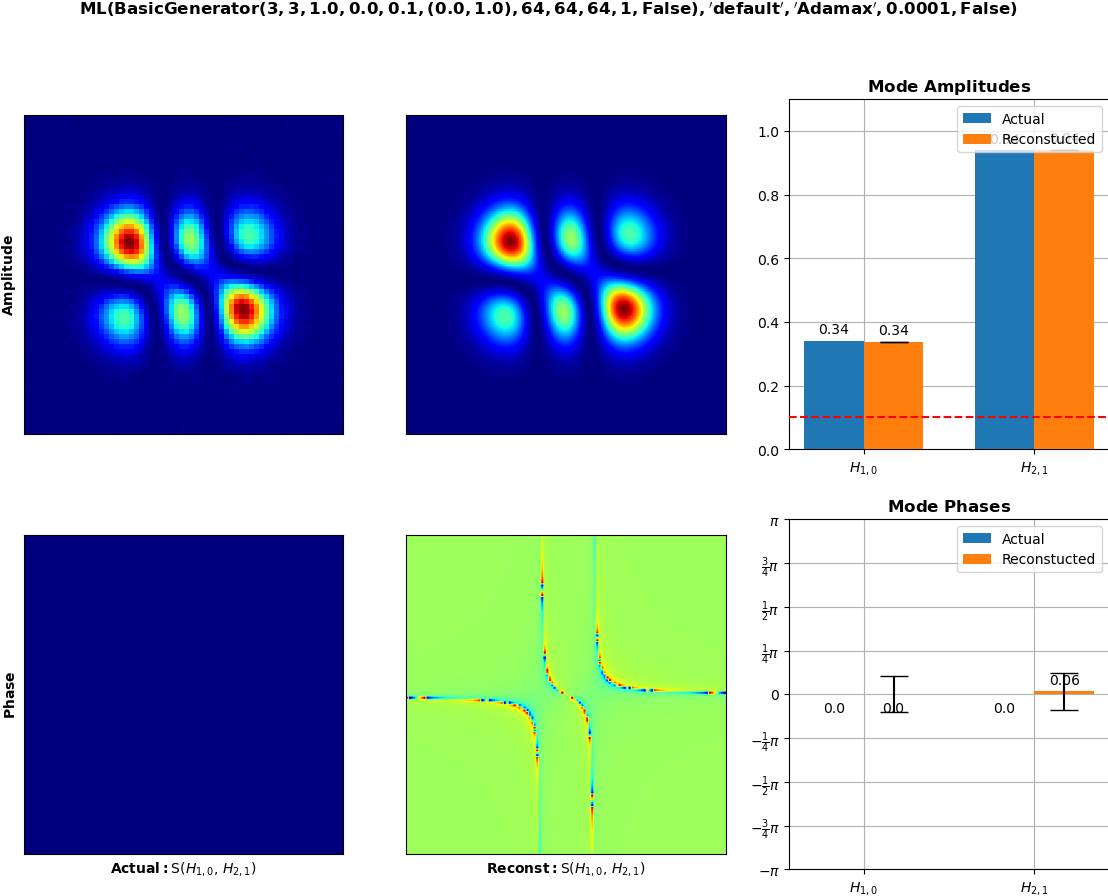 ML(BasicGenerator(3, 3, 1.0, 0.0, 0.1, (0.0, 1.0), 64, 64, 64, 1, False), ′default′, ′Adamax′, 0.0001, False)
Mode Amplitudes
Actual
Reconstucted
1.0
0.8
0.6
0.4
0.2
0.0
0.34
0.34
H1,0
H2,1
Amplitude
Mode Phases
Actual
Reconstucted
π
3/4π
1/2π
1/4π
0
−1/4π
−1/2π
−3/4π
−π
0.0
0.0
0.0
0.06
H1,0
H2,1
Phase
Actual: S(H1,0, H2,1)
Reconst: S(H1,0, H2,1)